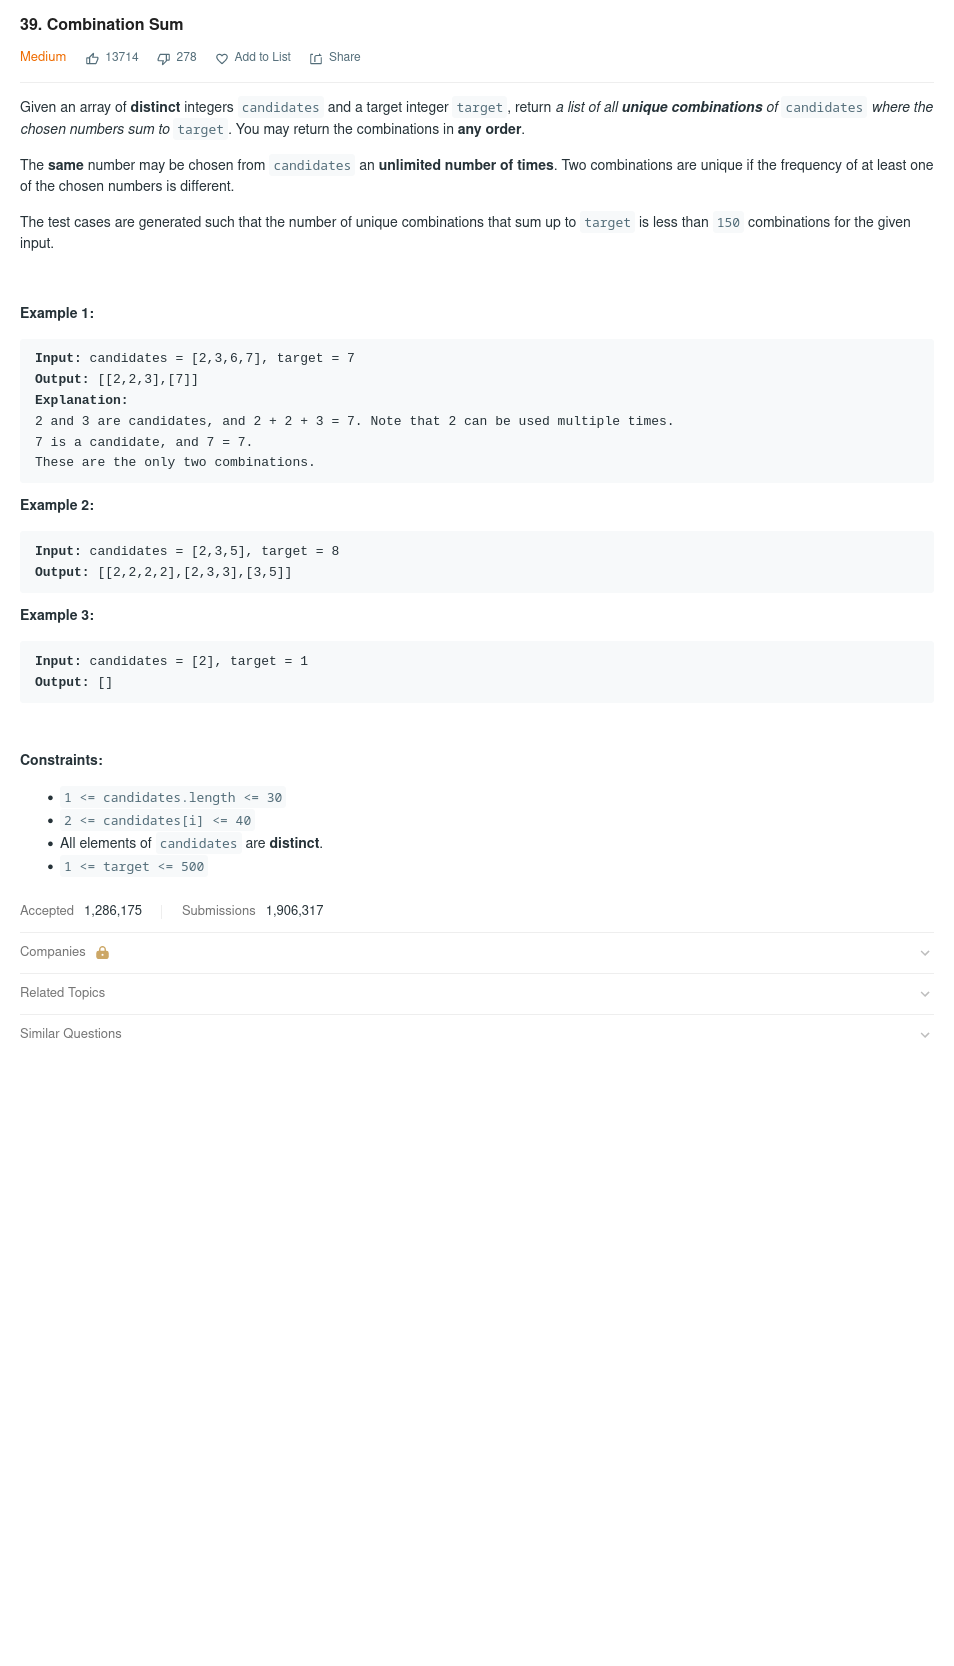 39. Combination Sum
Medium 13714 278 Add to List Share
Given an array of distinct integers candidates and a target integer target, return a list of all unique combinations of candidates where the
chosen numbers sum to target. You may return the combinations in any order.
The same number may be chosen from candidates an unlimited number of times. Two combinations are unique if the frequency of at least one
of the chosen numbers is different.
The test cases are generated such that the number of unique combinations that sum up to target is less than 150 combinations for the given
input.
Example 1:
Input: candidates = [2,3,6,7], target = 7
Output: [[2,2,3],[7]]
Explanation:
2 and 3 are candidates, and 2 + 2 + 3 = 7. Note that 2 can be used multiple times.
7 is a candidate, and 7 = 7.
These are the only two combinations.
Example 2:
Input: candidates = [2,3,5], target = 8
Output: [[2,2,2,2],[2,3,3],[3,5]]
Example 3:
Input: candidates = [2], target = 1
Output: []
Constraints:
• 1 <= candidates.length <= 30
• 2 <= candidates[i] <= 40
• All elements of candidates are distinct.
• 1 <= target <= 500
Accepted 1,286,175 Submissions 1,906,317
Companies
Related Topics
Similar Questions